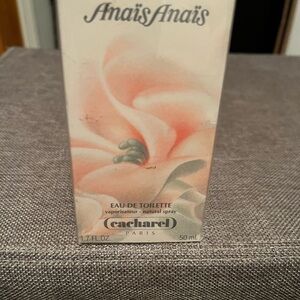 Anaïs Anaïs
EAU DE TOILETTE
vaporisateur - natural spray
cacharel
PARIS
1.7 FL.OZ 50 ml